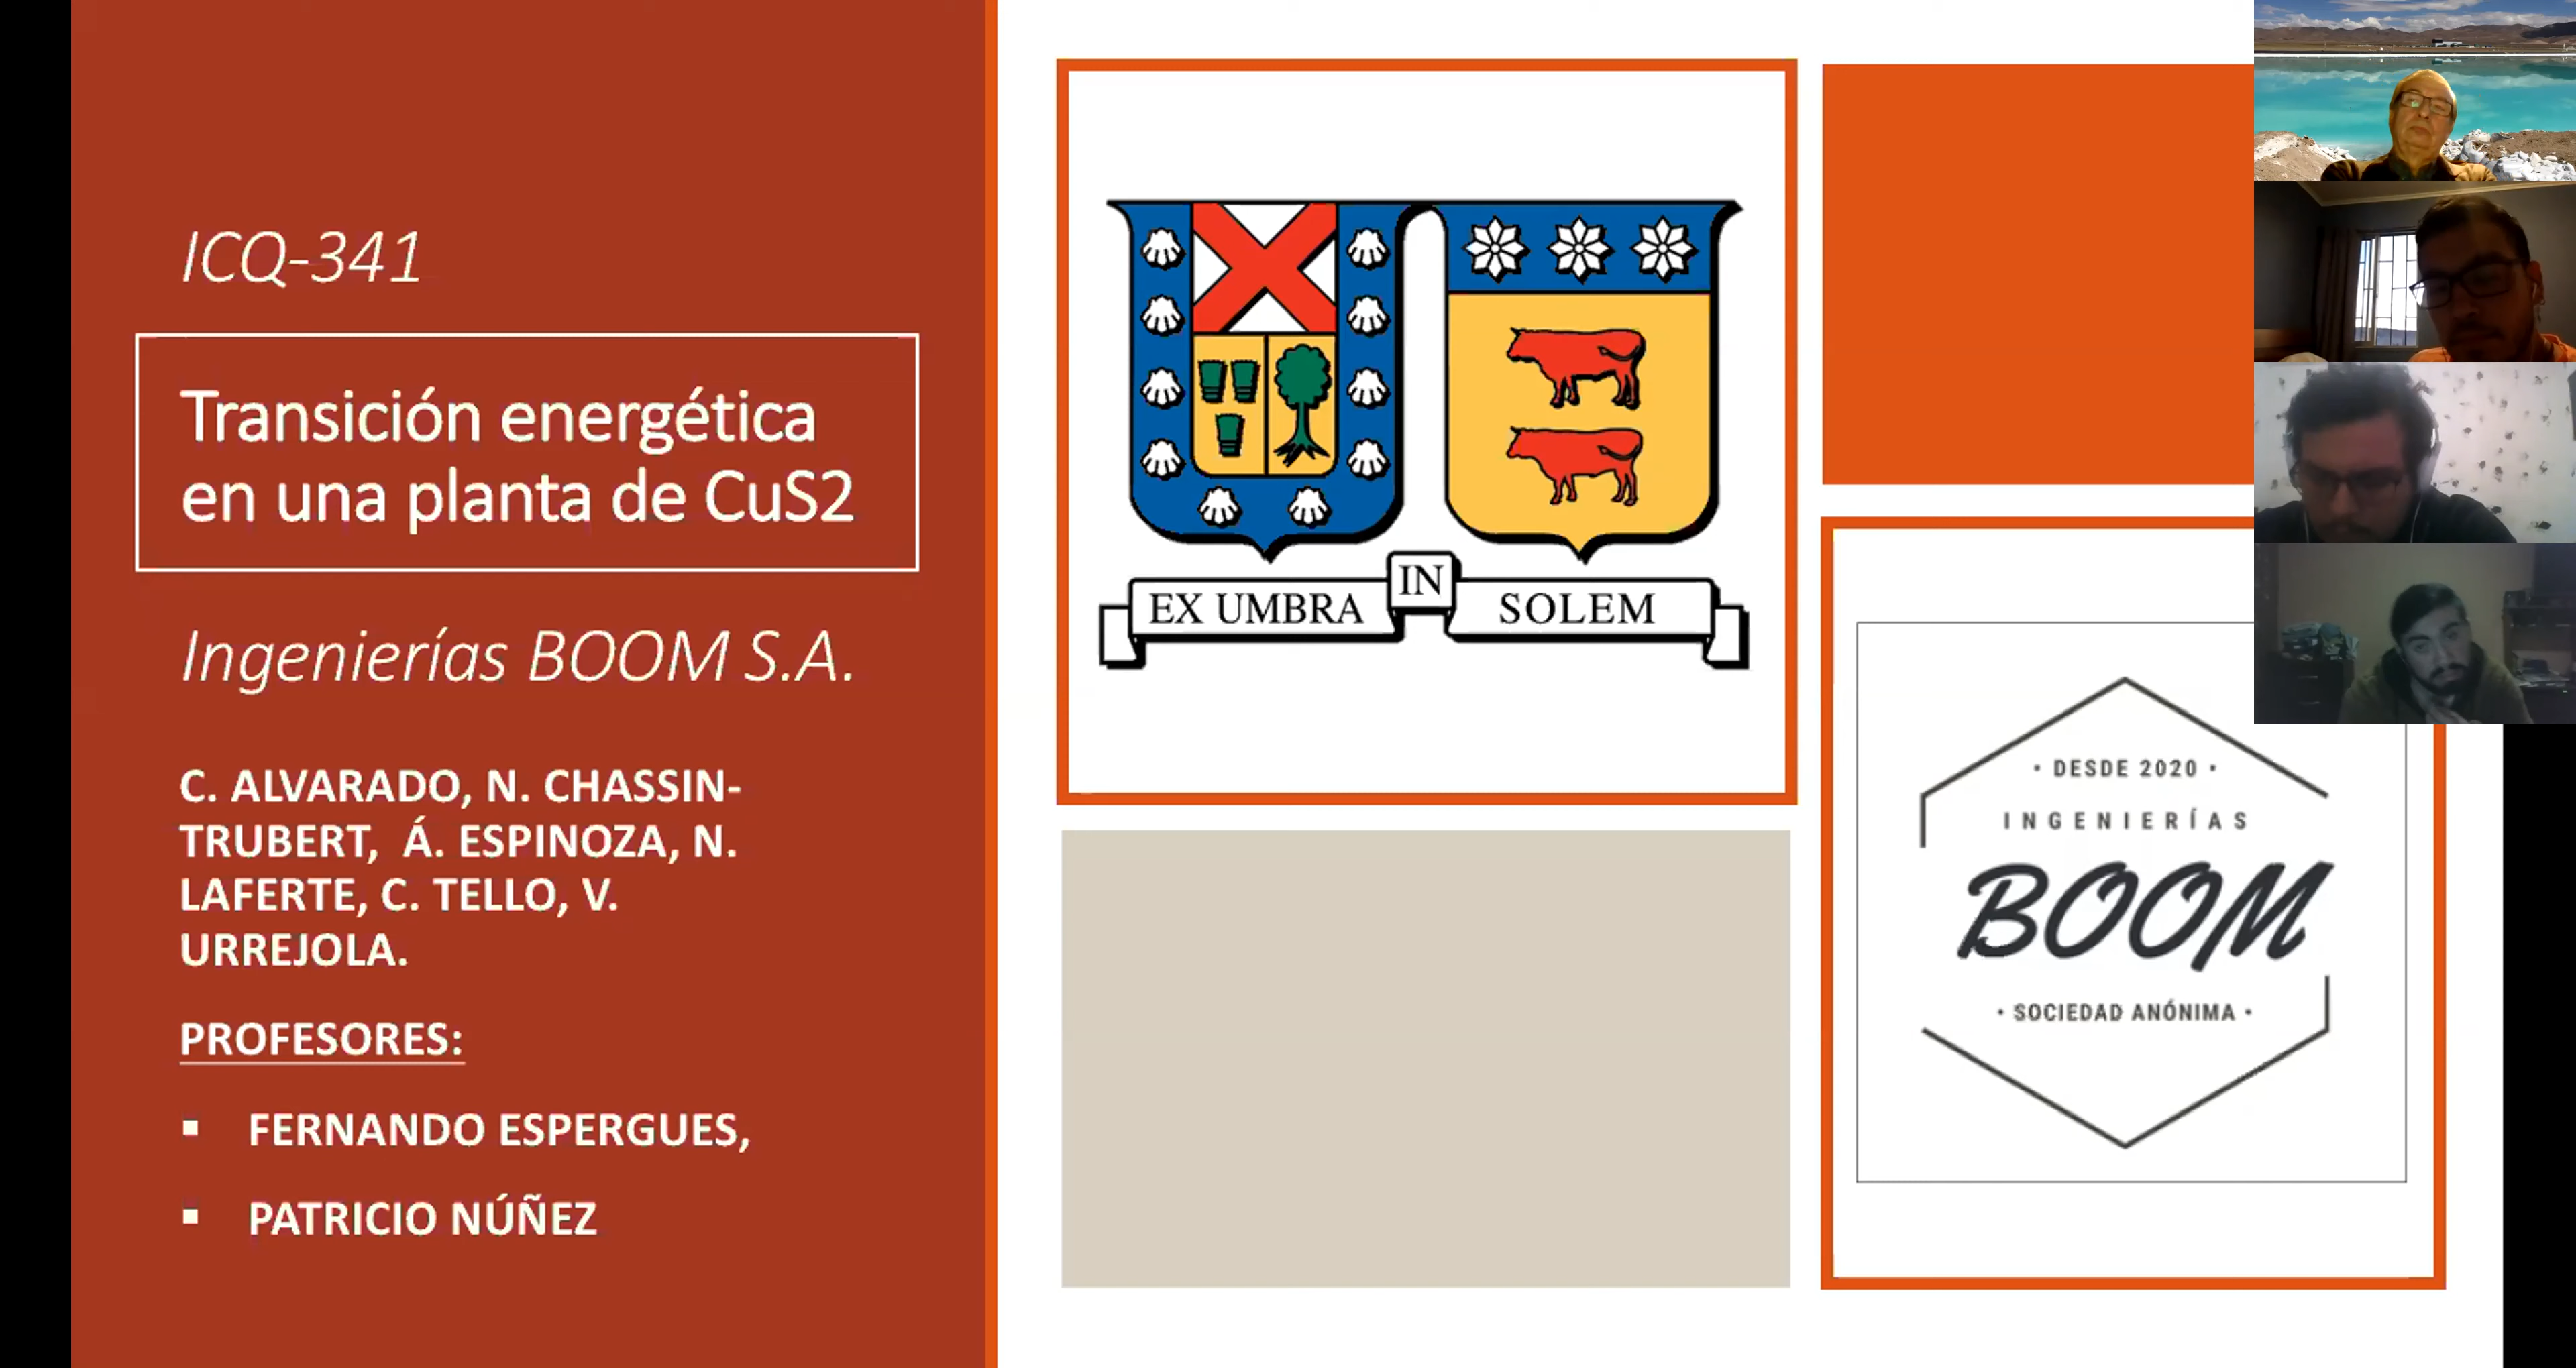 ICQ-341
Transición energética
en una planta de CuS2
Ingenierías BOOM S.A.
C. ALVARADO, N. CHASSIN-
TRUBERT, Á. ESPINOZA, N.
LAFERTE, C. TELLO, V.
URREJOLA.
PROFESORES:
▪ FERNANDO ESPERGUES,
▪ PATRICIO NÚÑEZ
EX UMBRA IN SOLEM
• DESDE 2020 •
INGENIERÍAS
BOOM
• SOCIEDAD ANÓNIMA •